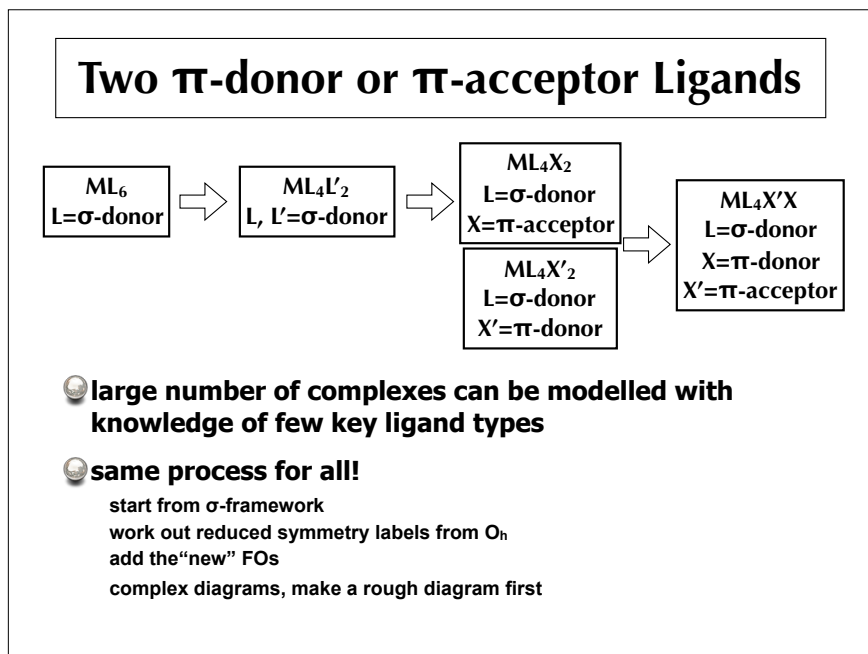 Two π-donor or π-acceptor Ligands
ML₆
L=σ-donor
ML₄L’₂
L, L’=σ-donor
ML₄X₂
L=σ-donor
X=π-acceptor
ML₄X’₂
L=σ-donor
X’=π-donor
ML₄X’X
L=σ-donor
X=π-donor
X’=π-acceptor
large number of complexes can be modelled with
knowledge of few key ligand types
same process for all!
start from σ-framework
work out reduced symmetry labels from Oₕ
add the“new” FOs
complex diagrams, make a rough diagram first